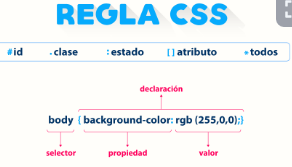 REGLA CSS
#id .clase :estado []atributo *todos
declaración
body { background-color: rgb (255,0,0);}
selector propiedad valor